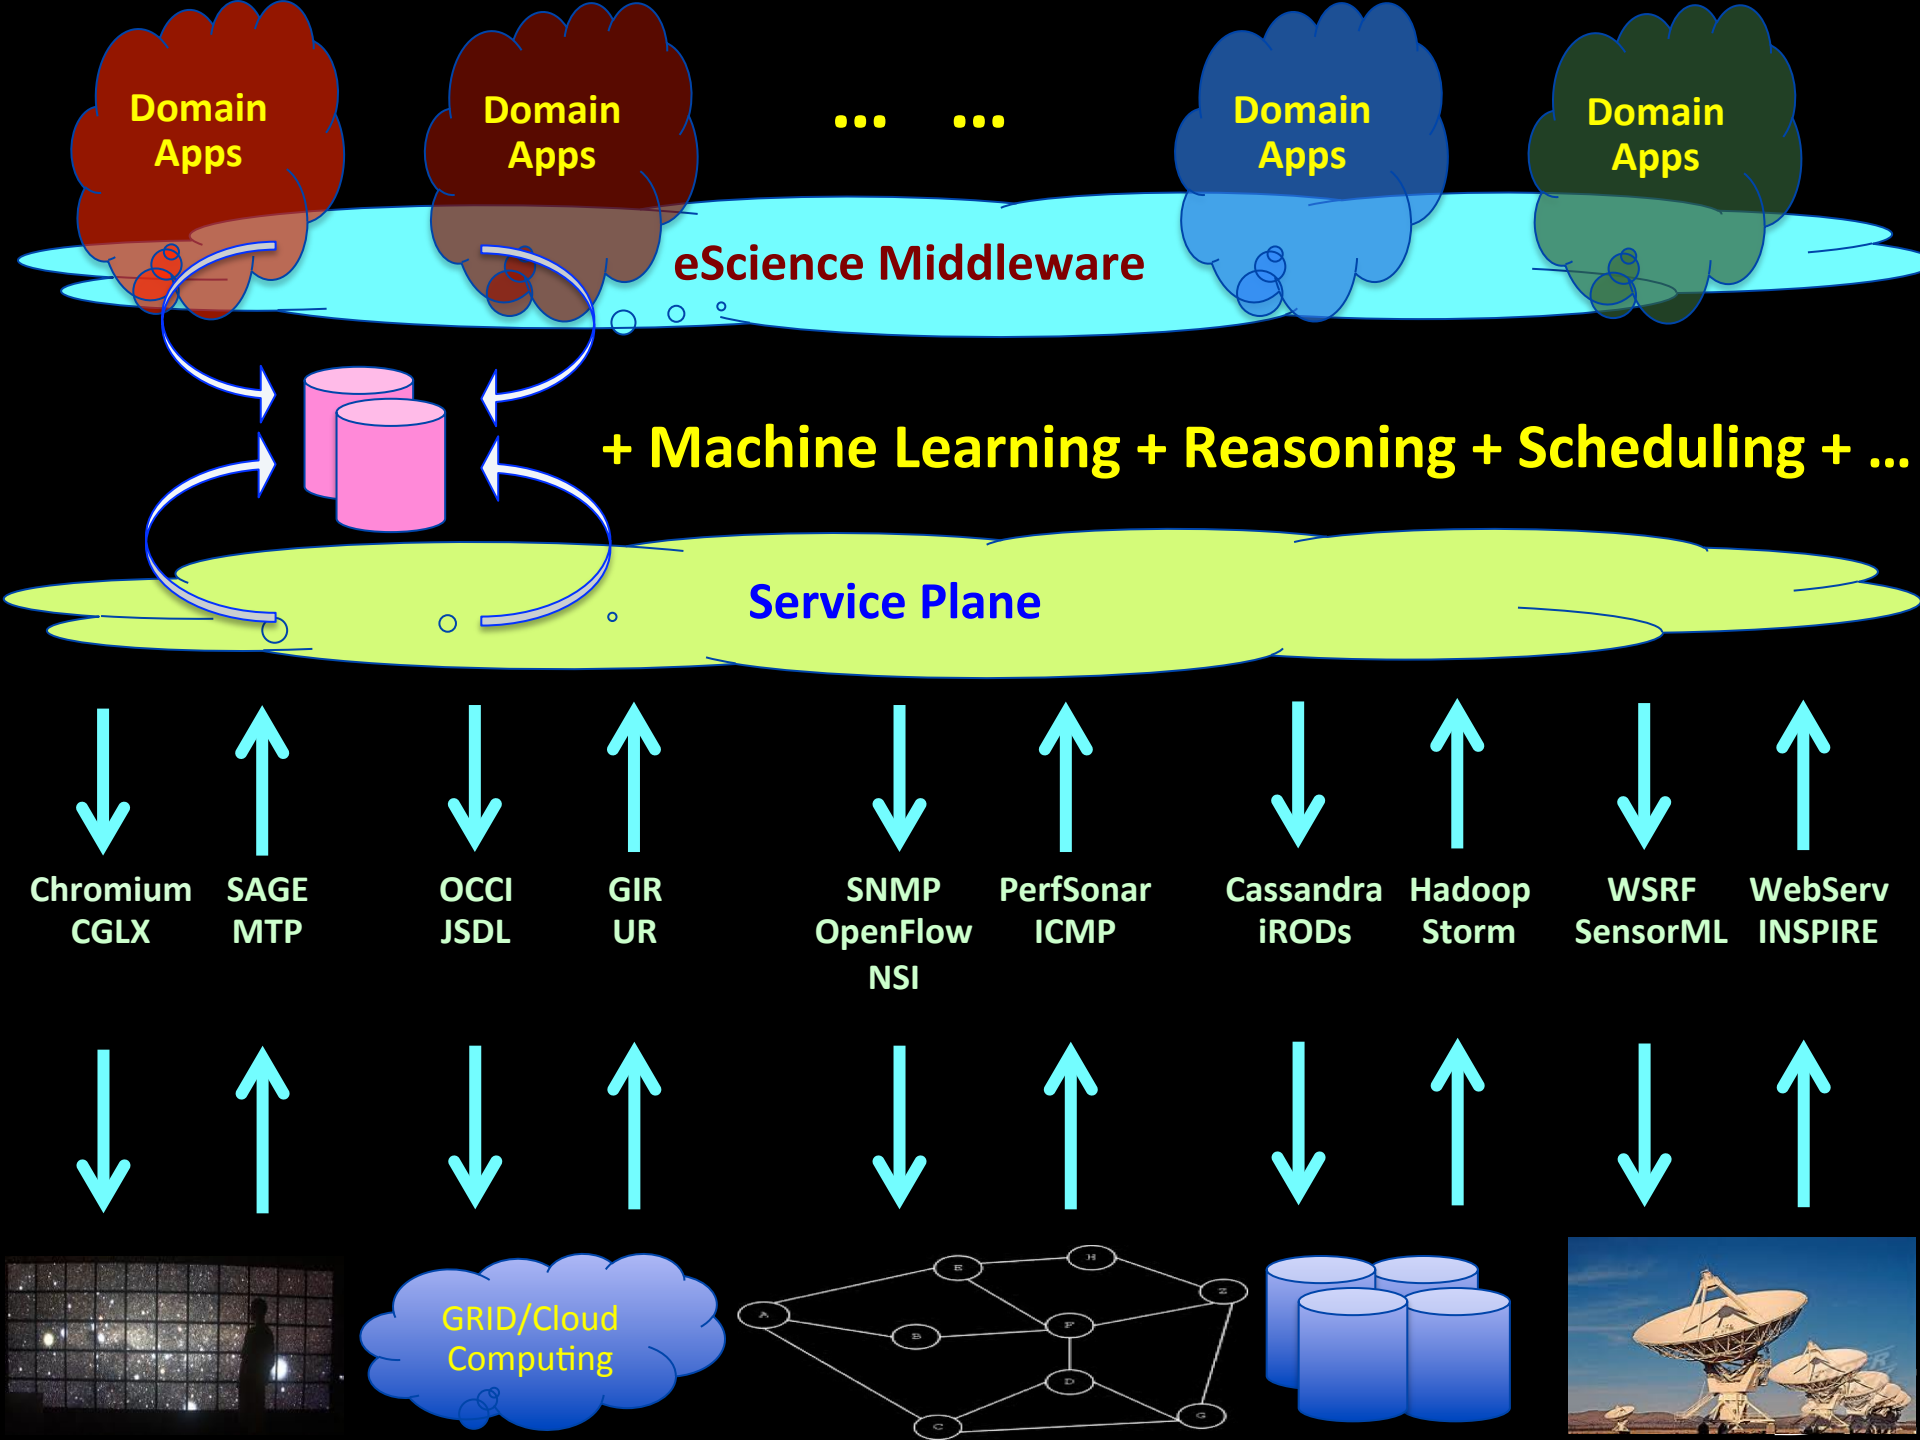 Domain
Apps
Domain
Apps
... ...
Domain
Apps
Domain
Apps
eScience Middleware
+ Machine Learning + Reasoning + Scheduling + ...
Service Plane
Chromium
CGLX
SAGE
MTP
OCCI
JSDL
GIR
UR
SNMP
OpenFlow
NSI
PerfSonar
ICMP
Cassandra
iRODs
Hadoop
Storm
WSRF
SensorML
WebServ
INSPIRE
GRID/Cloud
Computing
A
E
H
Z
B
F
D
C
G